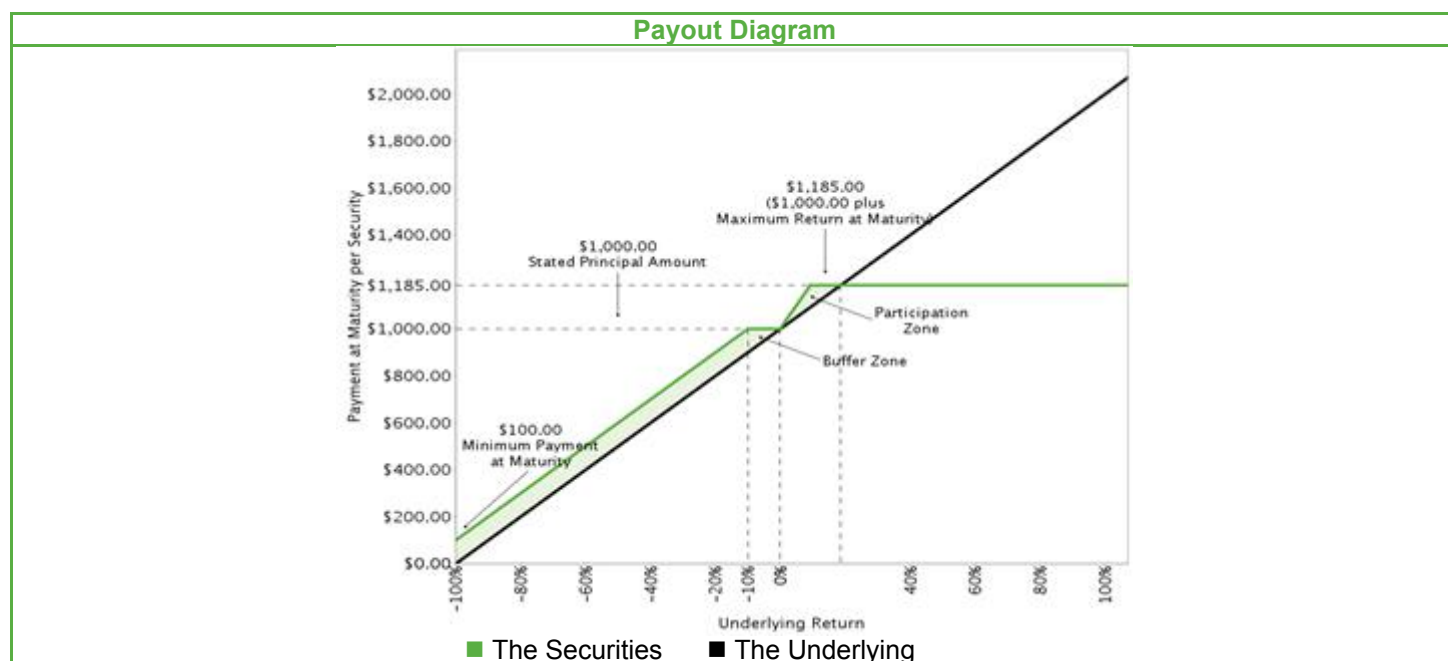 Payout Diagram
$2,000.00
$1,800.00
$1,600.00
$1,400.00
$1,185.00
$1,000.00
$800.00
$600.00
$400.00
$200.00
$0.00
Payment at Maturity per Security
$1,185.00
($1,000.00 plus
Maximum Return at Maturity)
$1,000.00
Stated Principal Amount
Participation
Zone
Buffer Zone
$100.00
Minimum Payment
at Maturity
-100%
-80%
-60%
-40%
-20%
-10%
0%
40%
60%
80%
100%
Underlying Return
The Securities
The Underlying